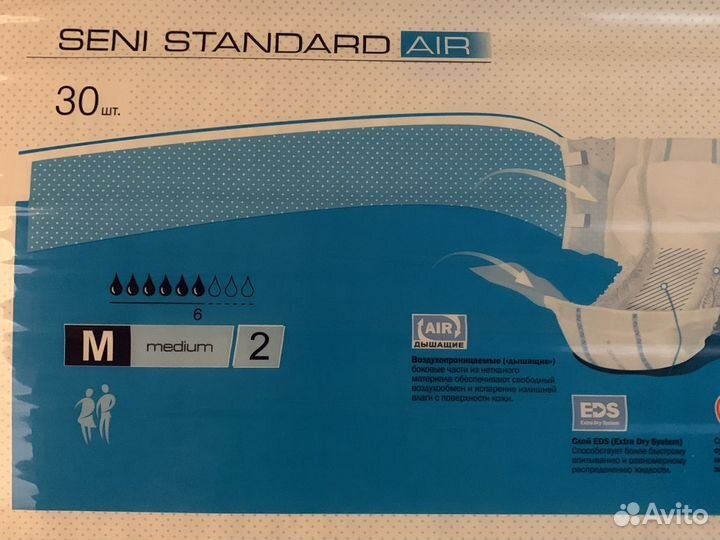 SENI STANDARD AIR
30 шт.
6
M medium 2
AIR
ДЫШАЩИЕ
Воздухопроницаемые («дышащие»)
боковые части из нетканого
материала обеспечивают свободный
воздухообмен и испарение излишней
влаги с поверхности кожи.
EDS
Extra Dry System
Слой EDS (Extra Dry System)
Способствует более быстрому
впитыванию и равномерному
распределению жидкости.
Avito